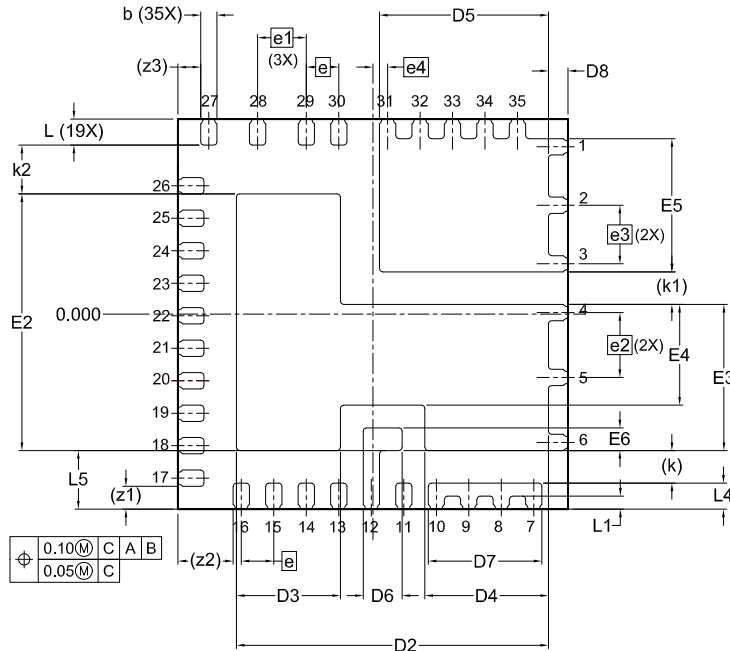 b (35X)
e1
D5
(3X)
e
e4
(z3)
D8
27
28
29
30
31
32
33
34
35
L (19X)
1
k2
26
2
25
E5
e3 (2X)
24
3
23
(k1)
0.000
22
4
E2
21
e2 (2X)
E4
E3
20
5
19
18
6
E6
L5
17
(k)
(z1)
L4
16
15
14
13
12
11
10
9
8
7
L1
0.10Ⓜ C A B
0.05Ⓜ C
(z2)
e
D7
D3
D6
D4
D2